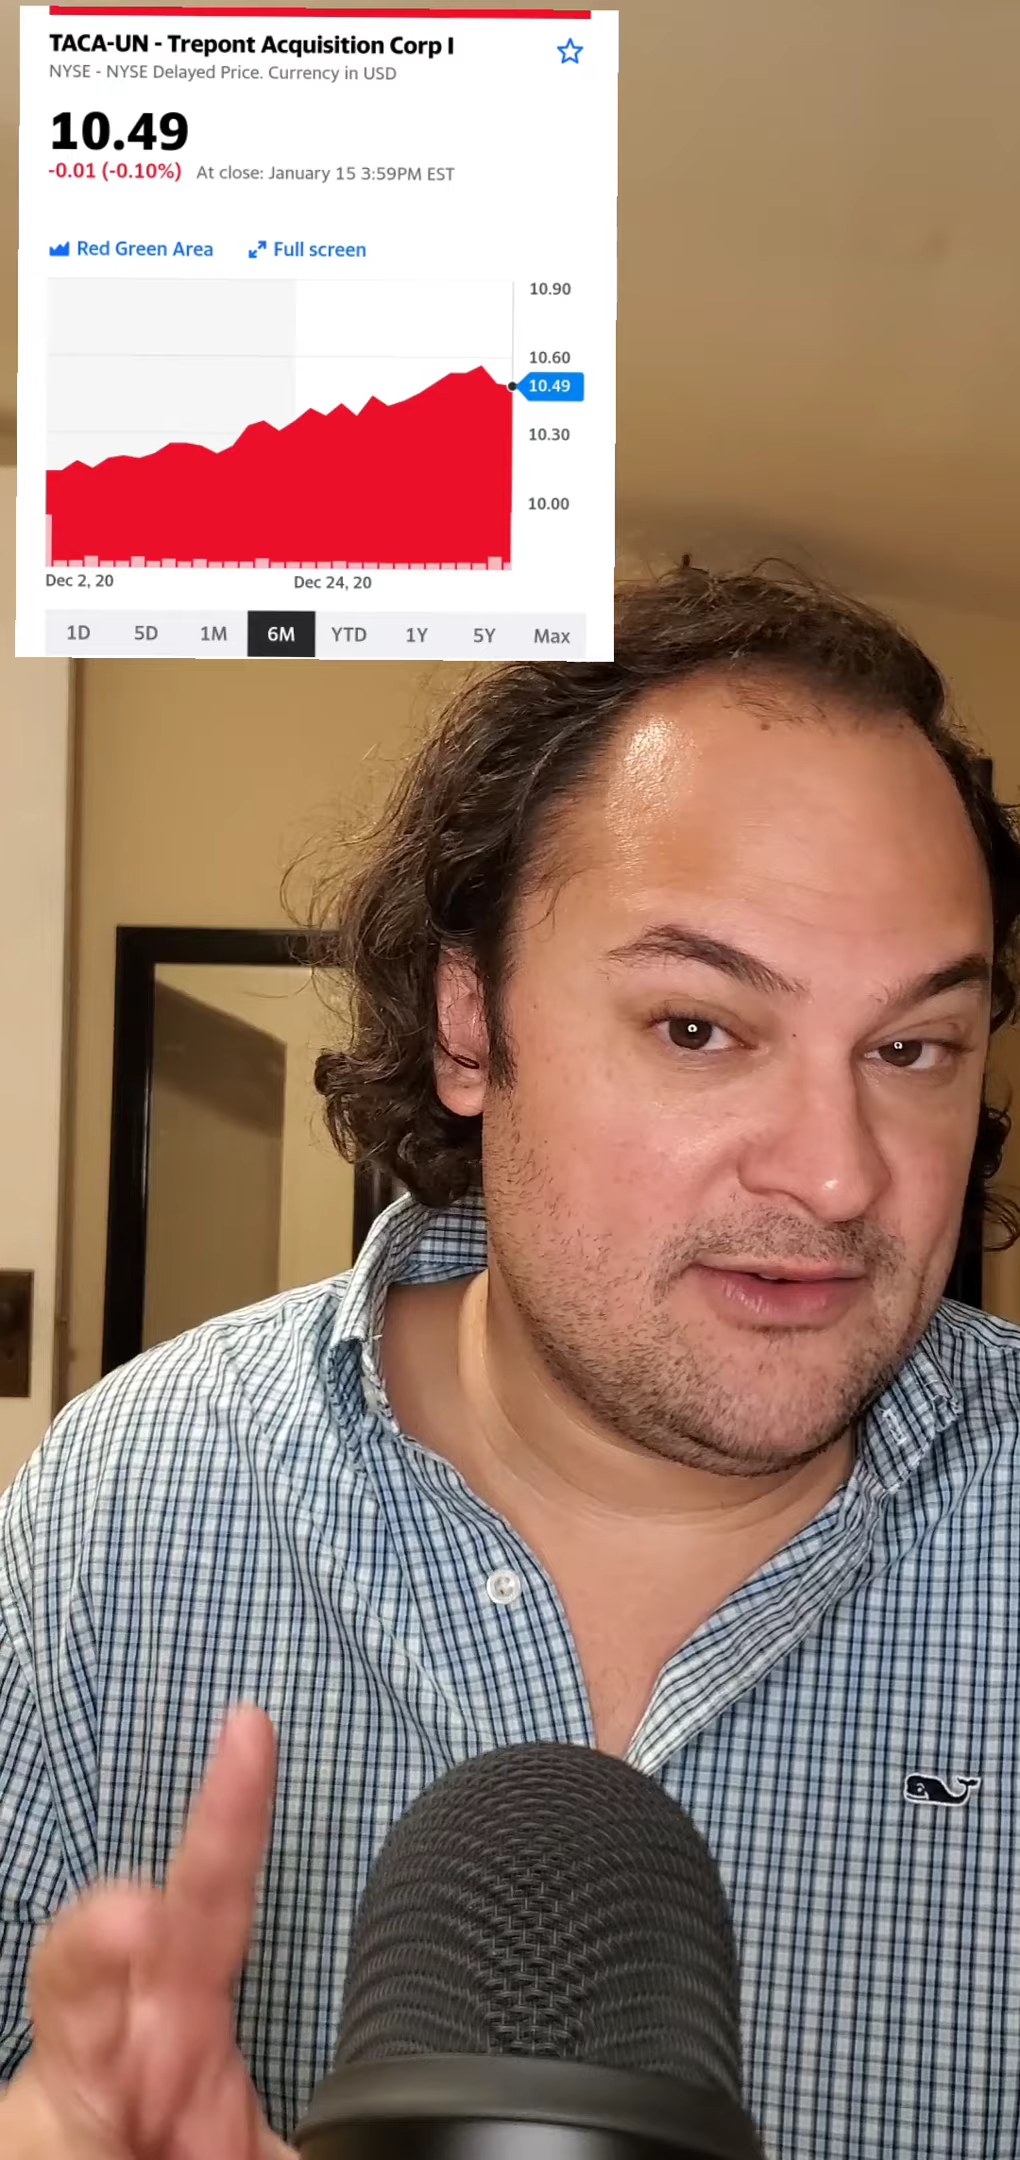 TACA-UN - Trepont Acquisition Corp I
NYSE - NYSE Delayed Price. Currency in USD
10.49
-0.01 (-0.10%) At close: January 15 3:59PM EST
Red Green Area Full screen
10.90
10.60
10.49
10.30
10.00
Dec 2, 20 Dec 24, 20
1D 5D 1M 6M YTD 1Y 5Y Max